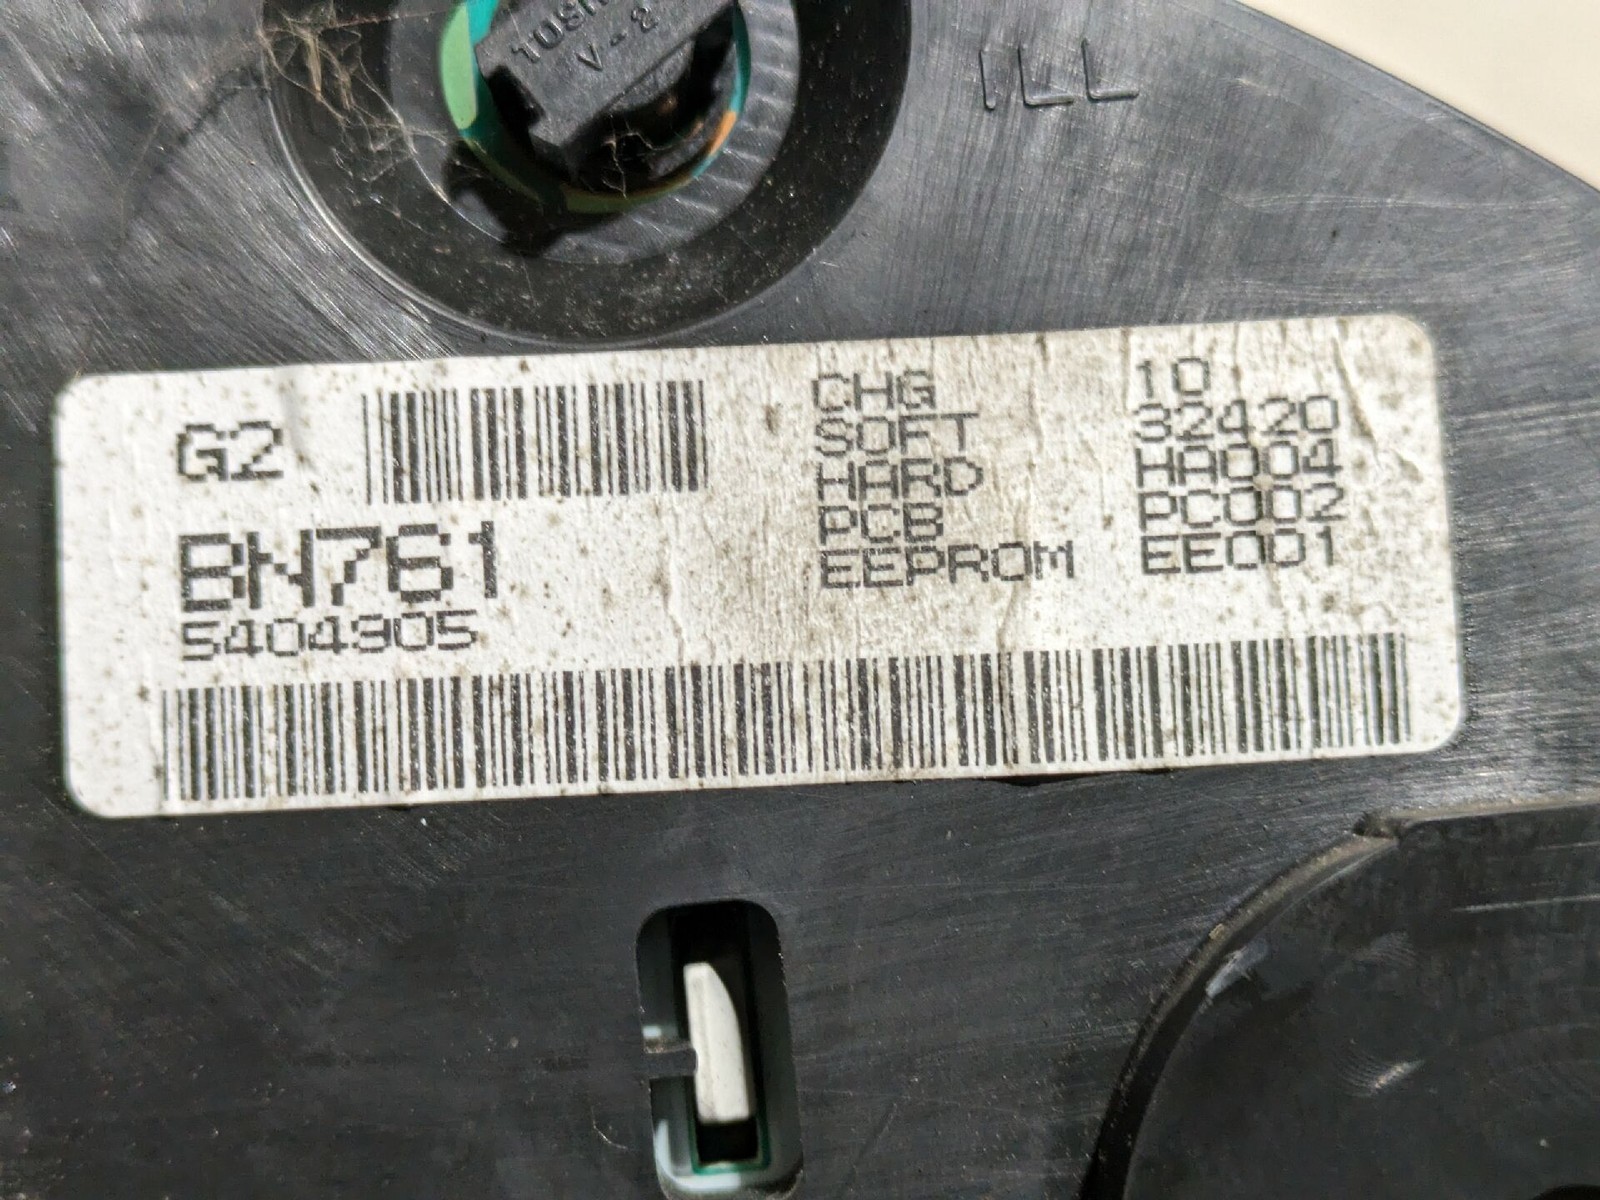 ILL
G2
BN761
5404905
CHG 10
SOFT 32420
HARD HA004
PCB PC002
EEPROM EE001